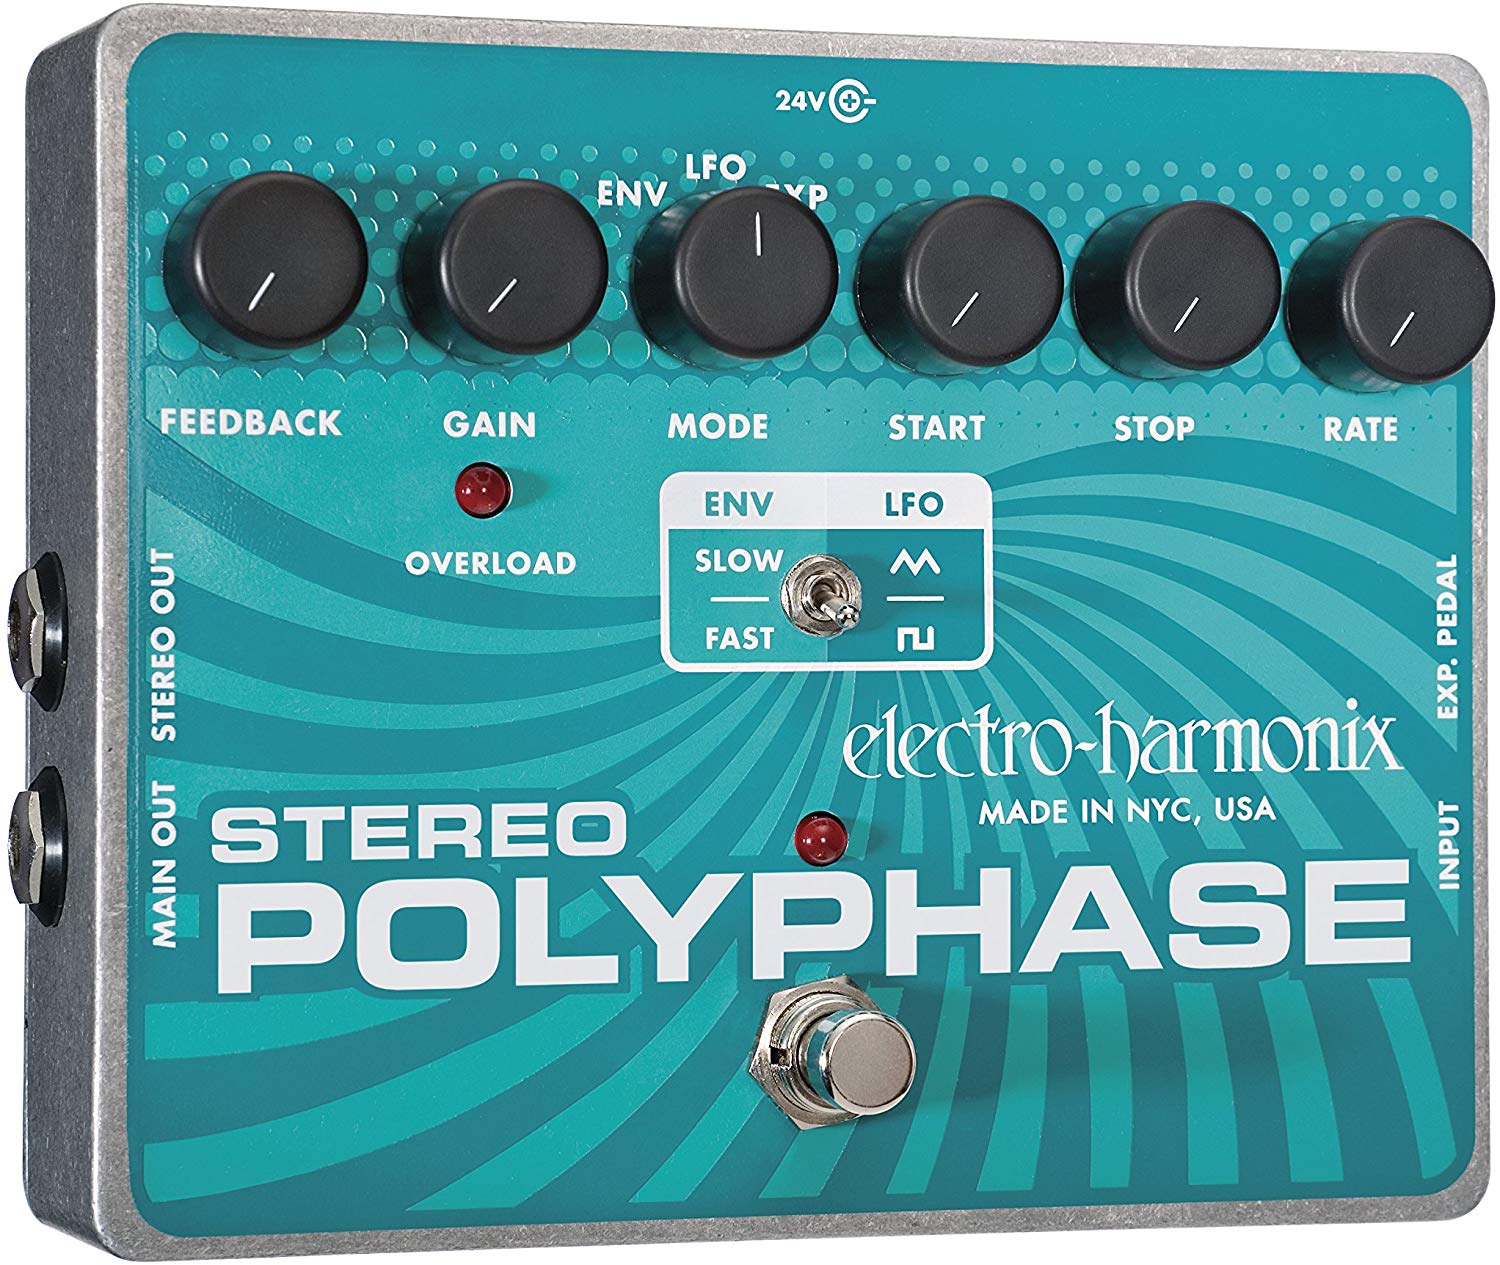 24V
LFO
ENV
FEEDBACK
GAIN
MODE
START
STOP
RATE
OVERLOAD
ENV LFO
SLOW
FAST
STEREO OUT
MAIN OUT
EXP. PEDAL
INPUT
electro-harmonix
MADE IN NYC, USA
STEREO
POLYPHASE